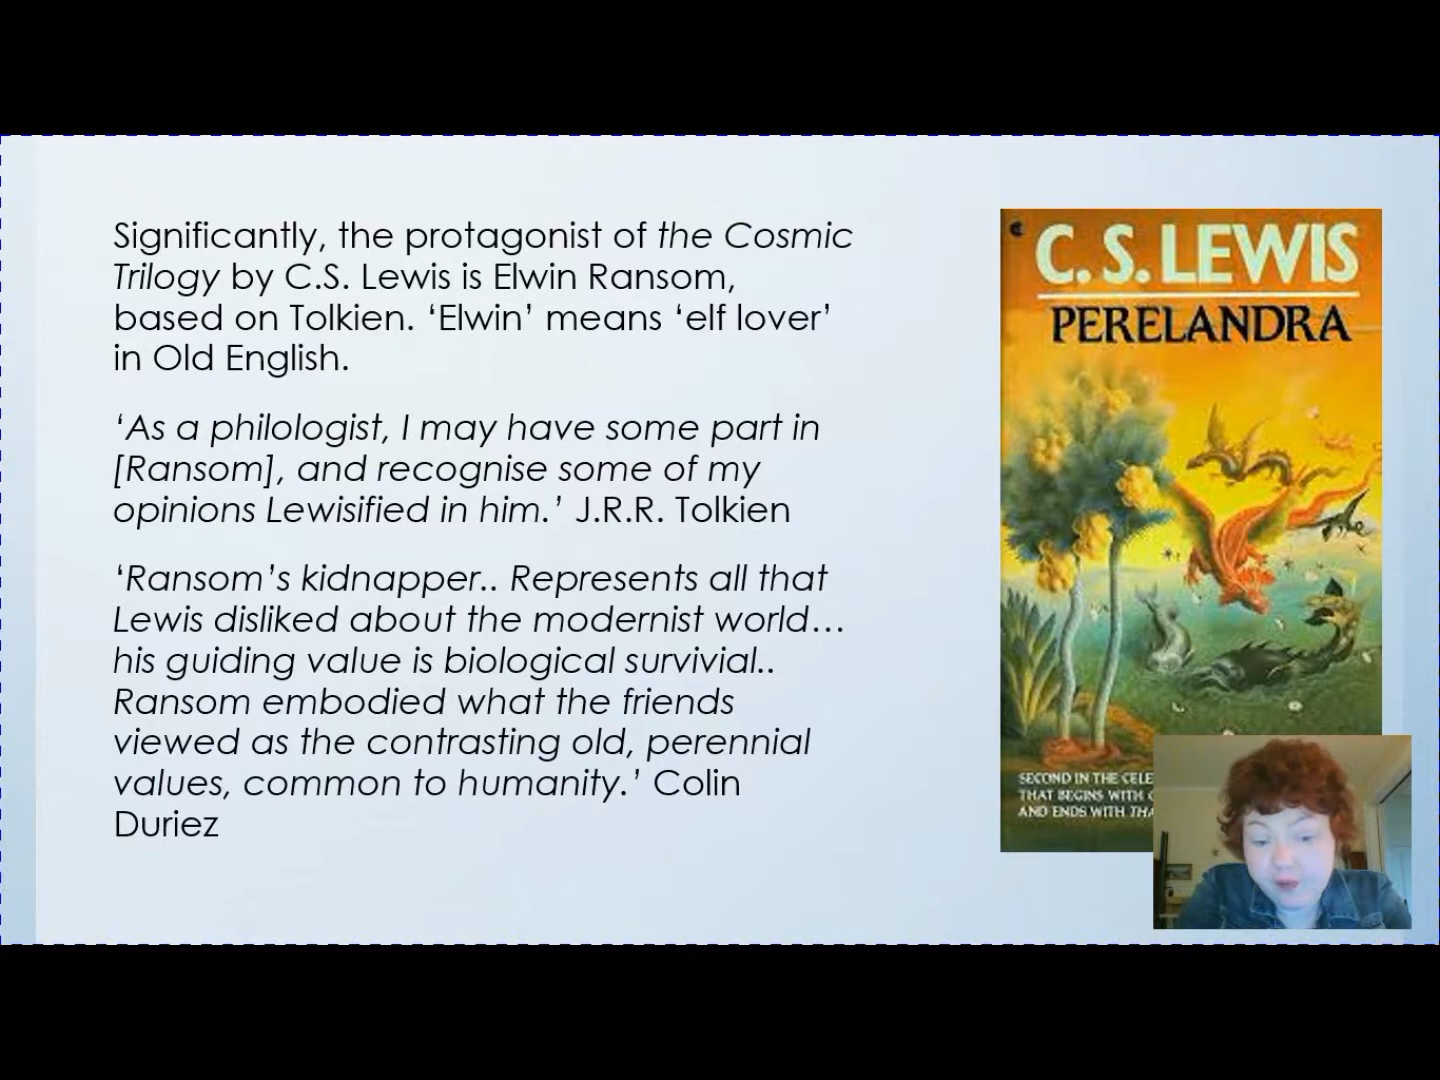 Significantly, the protagonist of the Cosmic
Trilogy by C.S. Lewis is Elwin Ransom,
based on Tolkien. ‘Elwin’ means ‘elf lover’
in Old English.
‘As a philologist, I may have some part in
[Ransom], and recognise some of my
opinions Lewisified in him.’ J.R.R. Tolkien
‘Ransom’s kidnapper.. Represents all that
Lewis disliked about the modernist world…
his guiding value is biological survivial..
Ransom embodied what the friends
viewed as the contrasting old, perennial
values, common to humanity.’ Colin
Duriez
C. S. LEWIS
PERELANDRA
SECOND IN THE
THAT BEGINS WITH
AND ENDS WITH